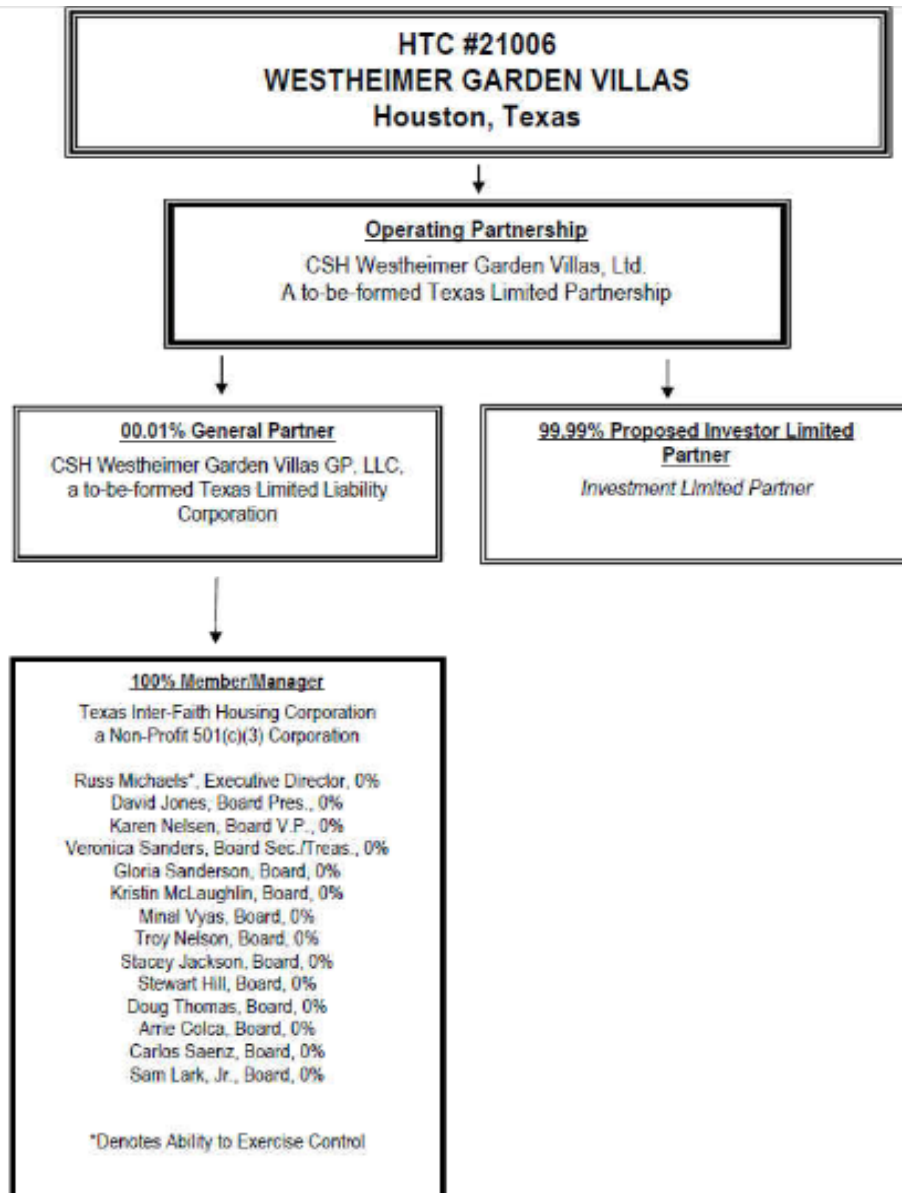 HTC #21006
WESTHEIMER GARDEN VILLAS
Houston, Texas
Operating Partnership
CSH Westheimer Garden Villas, Ltd.
A to-be-formed Texas Limited Partnership
00.01% General Partner
CSH Westheimer Garden Villas GP, LLC,
a to-be-formed Texas Limited Liability
Corporation
99.99% Proposed Investor Limited
Partner
Investment Limited Partner
100% Member/Manager
Texas Inter-Faith Housing Corporation
a Non-Profit 501(c)(3) Corporation
Russ Michaels*, Executive Director, 0%
David Jones, Board Pres., 0%
Karen Nelsen, Board V.P., 0%
Veronica Sanders, Board Sec./Treas., 0%
Gloria Sanderson, Board, 0%
Kristin McLaughlin, Board, 0%
Minal Vyas, Board, 0%
Troy Nelson, Board, 0%
Stacey Jackson, Board, 0%
Stewart Hill, Board, 0%
Doug Thomas, Board, 0%
Colca, Board, 0%
Carlos Saenz, Board, 0%
Sam Lark, Jr., Board, 0%
*Denotes Ability to Exercise Control